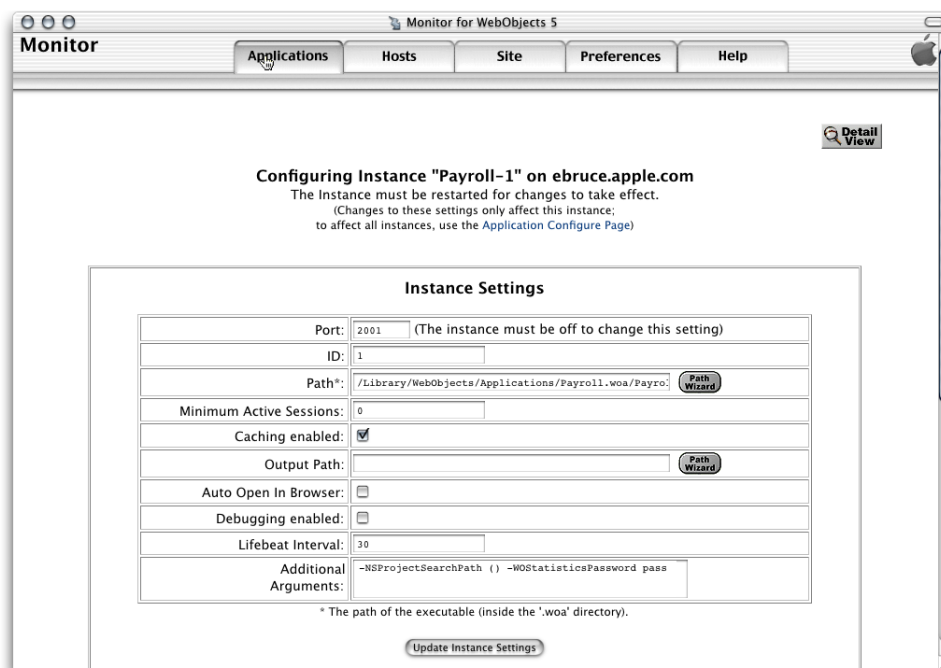 Monitor for WebObjects 5
Monitor
Applications Hosts Site Preferences Help
Detail View
Configuring Instance "Payroll-1" on ebruce.apple.com
The Instance must be restarted for changes to take effect.
(Changes to these settings only affect this instance;
to affect all instances, use the Application Configure Page)
Instance Settings
Port: 2001 (The instance must be off to change this setting)
ID: 1
Path*: /Library/WebObjects/Applications/Payroll.woa/Payrol Path Wizard
Minimum Active Sessions: 0
Caching enabled:
Output Path: Path Wizard
Auto Open In Browser:
Debugging enabled:
Lifebeat Interval: 30
Additional Arguments: -NSProjectSearchPath () -WOStatisticsPassword pass
* The path of the executable (inside the '.woa' directory).
Update Instance Settings